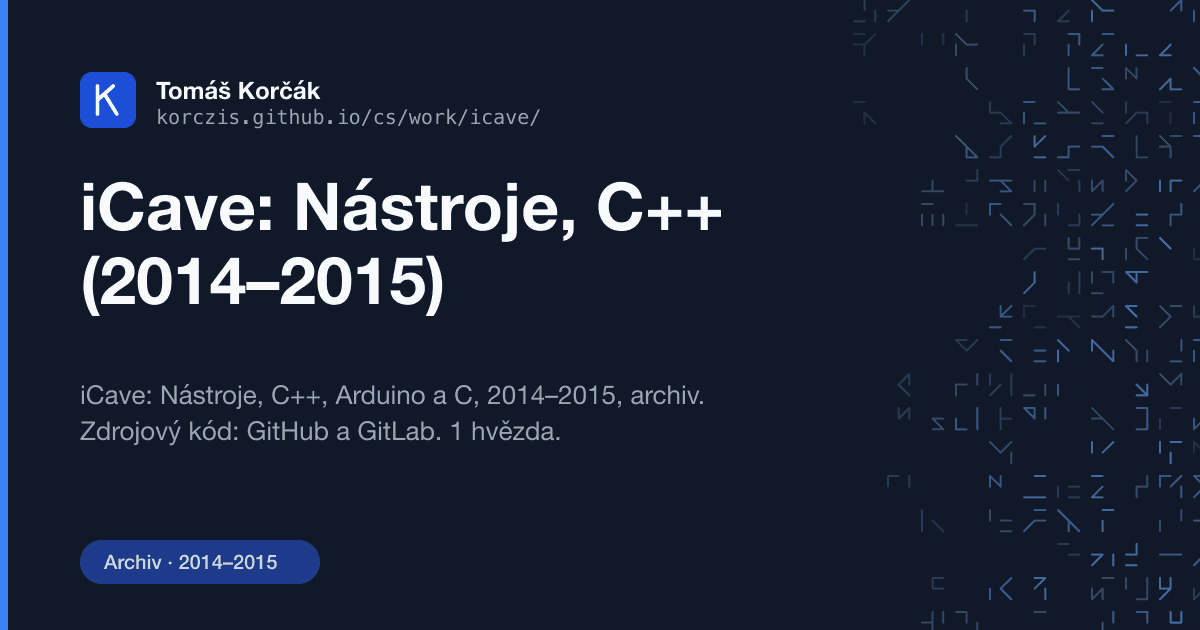 K
Tomáš Korčák
korczis.github.io/cs/work/icave/
iCave: Nástroje, C++
(2014–2015)
iCave: Nástroje, C++, Arduino a C, 2014–2015, archiv.
Zdrojový kód: GitHub a GitLab. 1 hvězda.
Archiv · 2014–2015